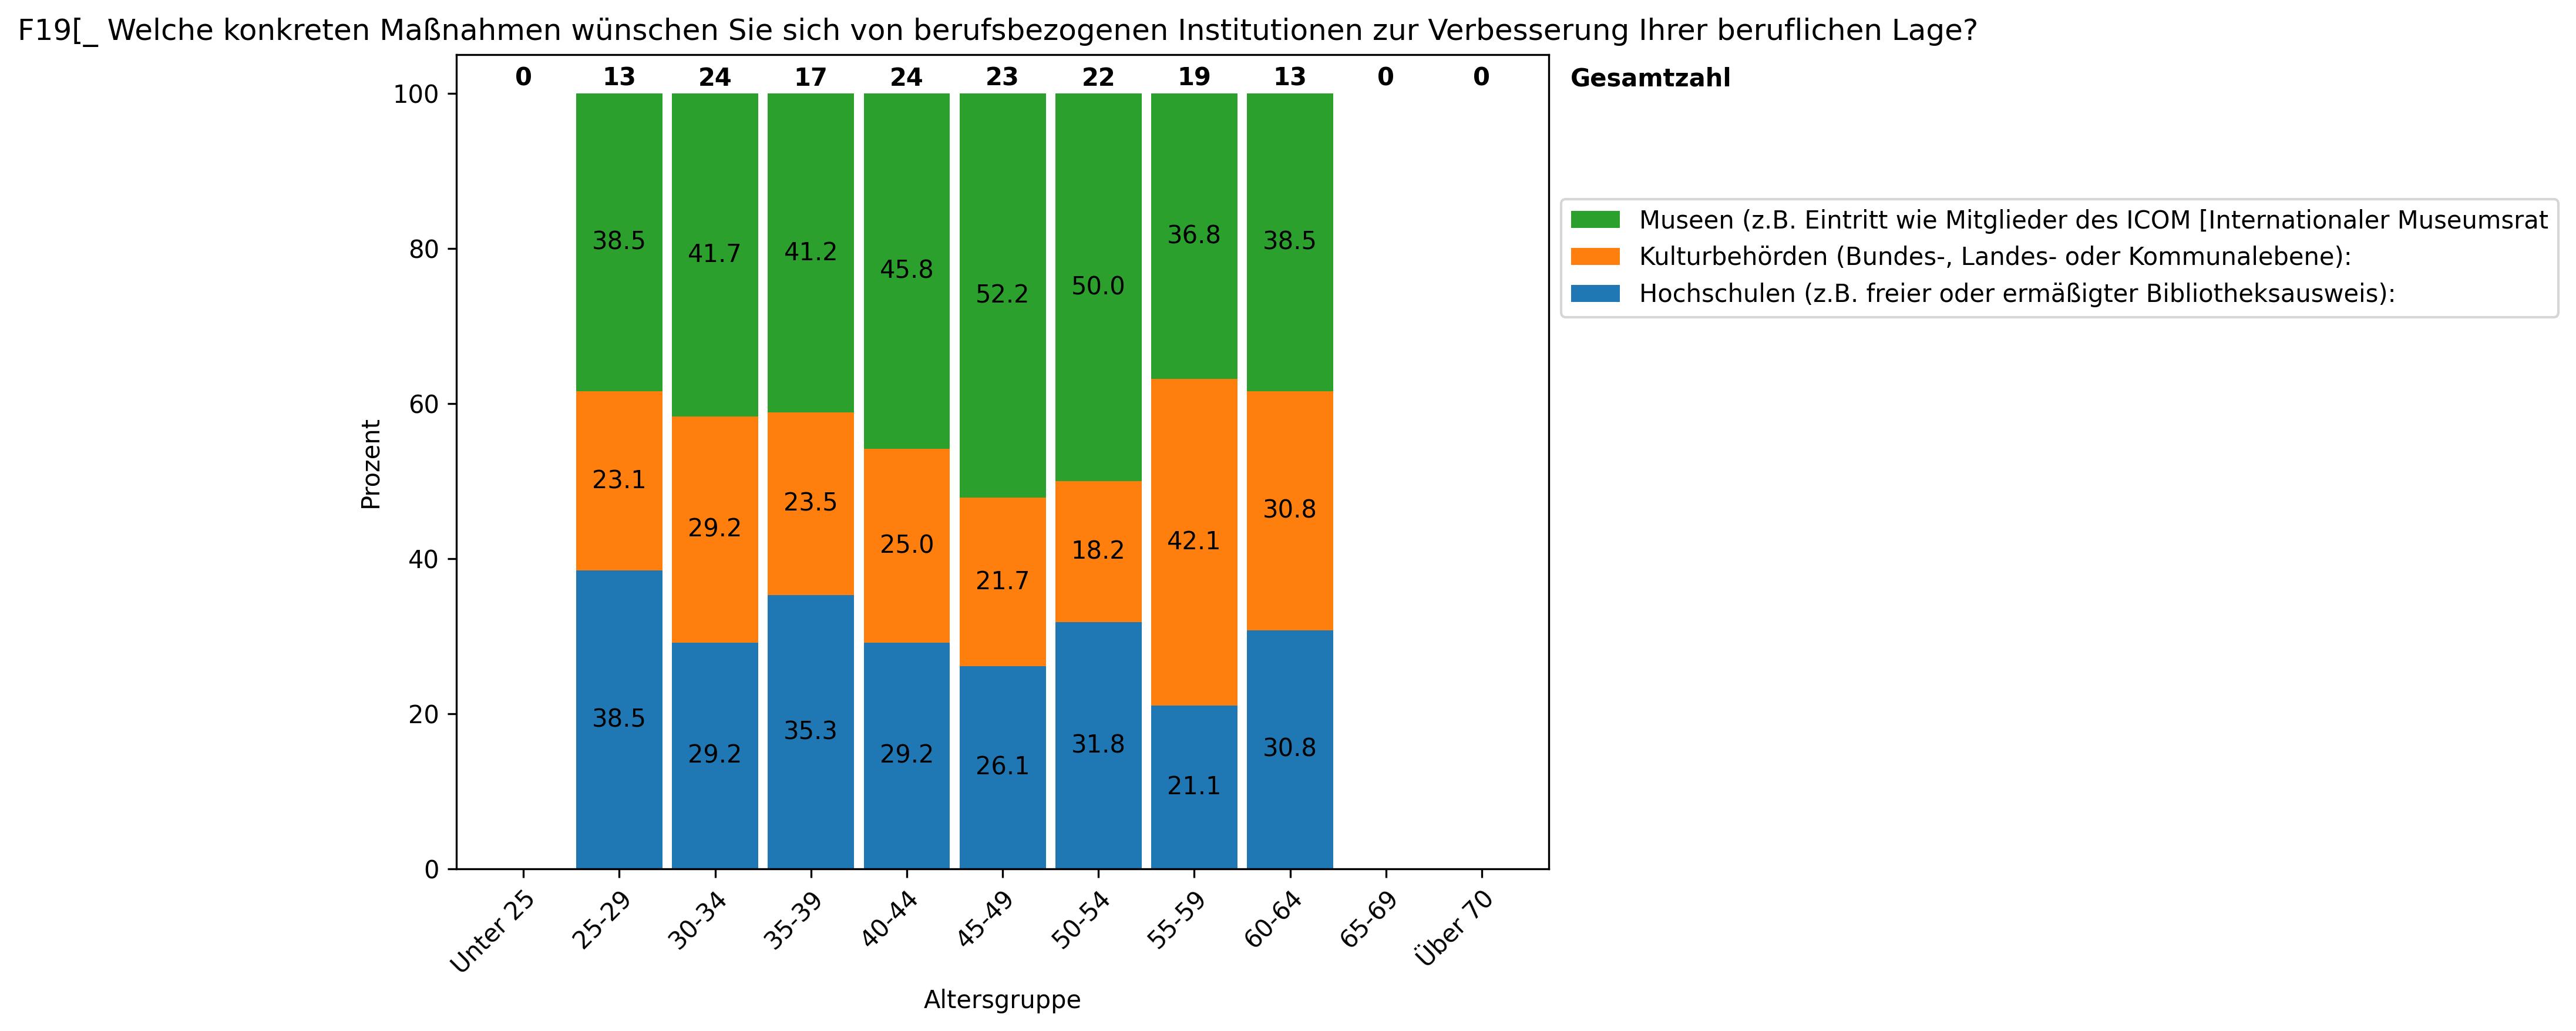 F19[_ Welche konkreten Maßnahmen wünschen Sie sich von berufsbezogenen Institutionen zur Verbesserung Ihrer beruflichen Lage?
0 13 24 17 24 23 22 19 13 0 0 Gesamtzahl
Museen (z.B. Eintritt wie Mitglieder des ICOM [Internationaler Museumsrat
Kulturbehörden (Bundes-, Landes- oder Kommunalebene):
Hochschulen (z.B. freier oder ermäßigter Bibliotheksausweis):
Prozent
100
80
60
40
20
0
38.5 41.7 41.2 45.8 52.2 50.0 36.8 38.5
23.1 29.2 23.5 25.0 21.7 18.2 42.1 30.8
38.5 29.2 35.3 29.2 26.1 31.8 21.1 30.8
Unter 25 25-29 30-34 35-39 40-44 45-49 50-54 55-59 60-64 65-69 Über 70
Altersgruppe